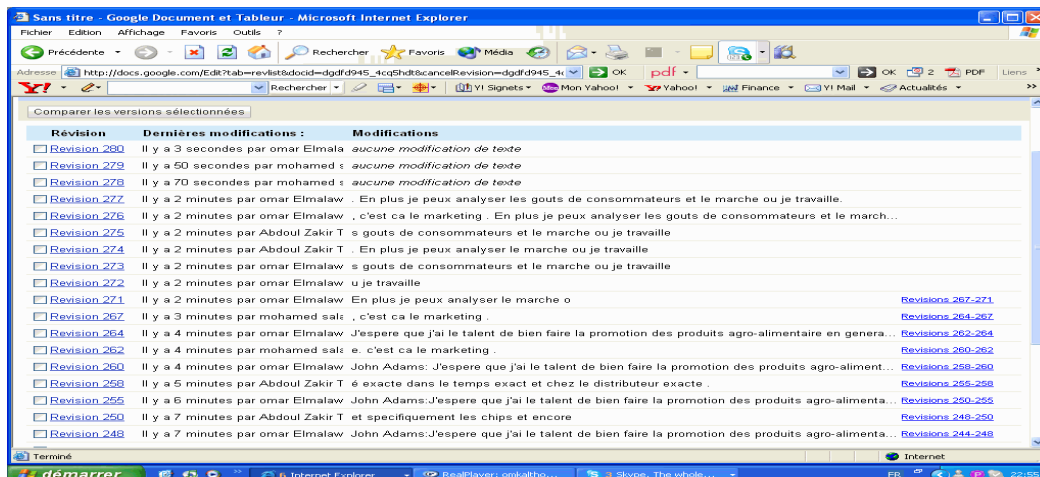 Sans titre - Google Document et Tableur - Microsoft Internet Explorer
Fichier Edition Affichage Favoris Outils ?
Précédente Rechercher Favoris Média
Adresse http://docs.google.com/Edit?tab=revlist&docid=dgdfd945_4cq5hdt&cancelRevision=dgdfd945_4 OK pdf OK 2 PDF Liens
Y! Rechercher Y! Signets Mon Yahoo! Yahoo! Finance Y! Mail Actualités »
Comparer les versions sélectionnées
Révision Dernières modifications : Modifications
Revision 280 Il y a 3 secondes par omar Elmala aucune modification de texte
Revision 279 Il y a 50 secondes par mohamed s aucune modification de texte
Revision 278 Il y a 70 secondes par mohamed s aucune modification de texte
Revision 277 Il y a 2 minutes par omar Elmalaw . En plus je peux analyser les gouts de consommateurs et le marche ou je travaille.
Revision 276 Il y a 2 minutes par omar Elmalaw , c'est ca le marketing . En plus je peux analyser les gouts de consommateurs et le march...
Revision 275 Il y a 2 minutes par Abdoul Zakir T s gouts de consommateurs et le marche ou je travaille
Revision 274 Il y a 2 minutes par Abdoul Zakir T . En plus je peux analyser le marche ou je travaille
Revision 273 Il y a 2 minutes par omar Elmalaw s gouts de consommateurs et le marche ou je travaille
Revision 272 Il y a 2 minutes par omar Elmalaw u je travaille
Revision 271 Il y a 2 minutes par omar Elmalaw En plus je peux analyser le marche o Revisions 267-271
Revision 267 Il y a 3 minutes par mohamed sala , c'est ca le marketing . Revisions 264-267
Revision 264 Il y a 4 minutes par omar Elmalaw J'espere que j'ai le talent de bien faire la promotion des produits agro-alimentaire en genera... Revisions 262-264
Revision 262 Il y a 4 minutes par mohamed sala e. c'est ca le marketing . Revisions 260-262
Revision 260 Il y a 4 minutes par omar Elmalaw John Adams: J'espere que j'ai le talent de bien faire la promotion des produits agro-aliment... Revisions 258-260
Revision 258 Il y a 5 minutes par Abdoul Zakir T é exacte dans le temps exact et chez le distributeur exacte . Revisions 255-258
Revision 255 Il y a 6 minutes par omar Elmalaw John Adams:J'espere que j'ai le talent de bien faire la promotion des produits agro-alimenta... Revisions 250-255
Revision 250 Il y a 7 minutes par Abdoul Zakir T et specifiquement les chips et encore Revisions 248-250
Revision 248 Il y a 7 minutes par omar Elmalaw John Adams:J'espere que j'ai le talent de bien faire la promotion des produits agro-alimenta... Revisions 244-248
Terminé Internet
démarrer » 6 Internet Explorer RealPlayer: omkaltho... 3 Skype. The whole... FR 22:55